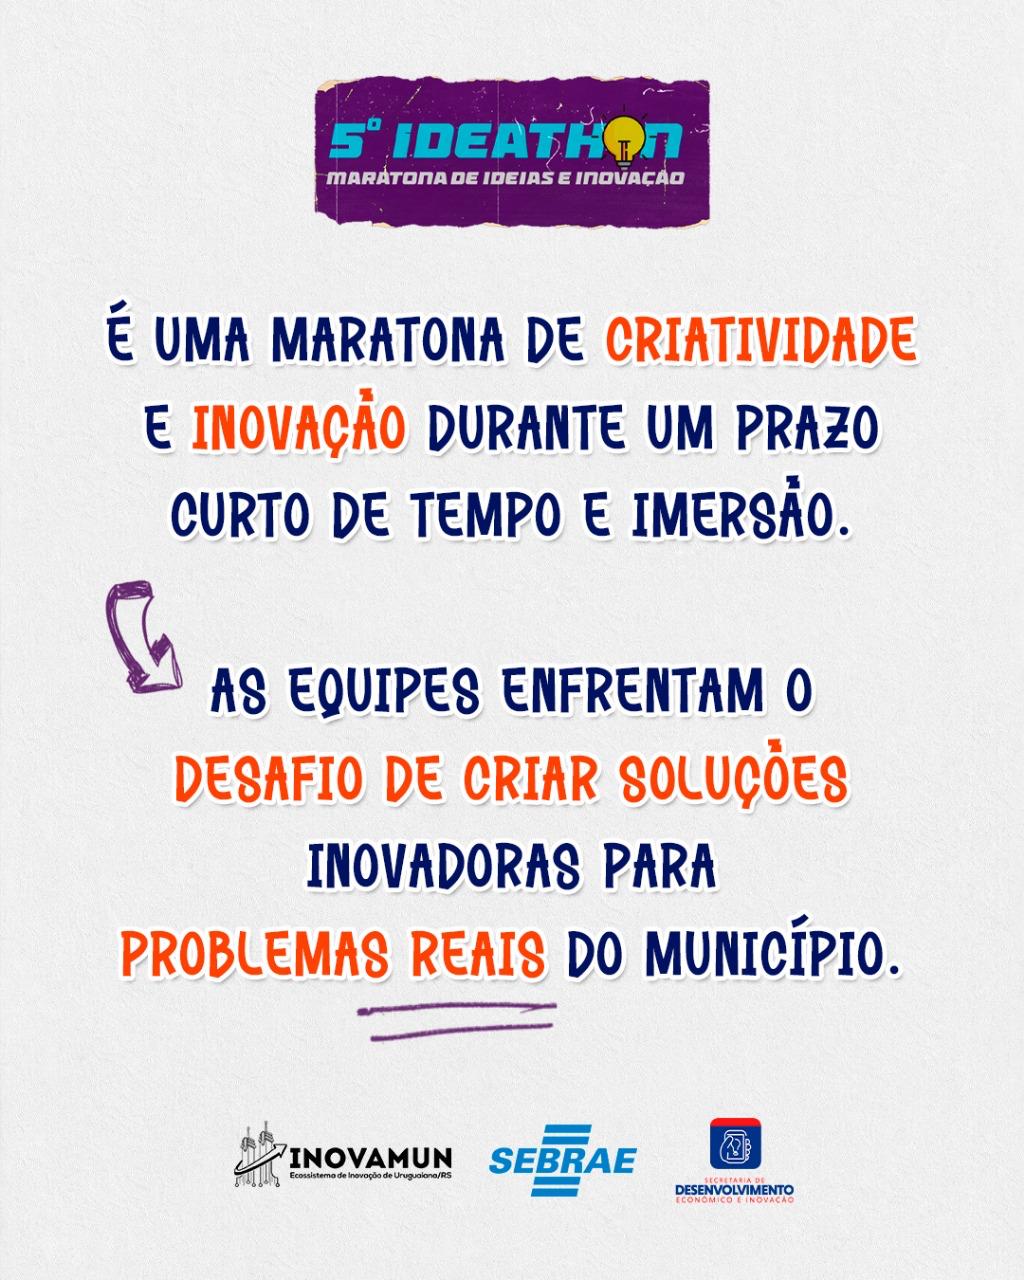 5º IDEATHON
MARATONA DE IDEIAS E INOVAÇÃO
É UMA MARATONA DE CRIATIVIDADE
E INOVAÇÃO DURANTE UM PRAZO
CURTO DE TEMPO E IMERSÃO.
AS EQUIPES ENFRENTAM O
DESAFIO DE CRIAR SOLUÇÕES
INOVADORAS PARA
PROBLEMAS REAIS DO MUNICÍPIO.
INOVAMUN
Ecossistema de Inovação de Uruguaiana/RS
SEBRAE
SECRETARIA DE
DESENVOLVIMENTO
ECONÔMICO E INOVAÇÃO